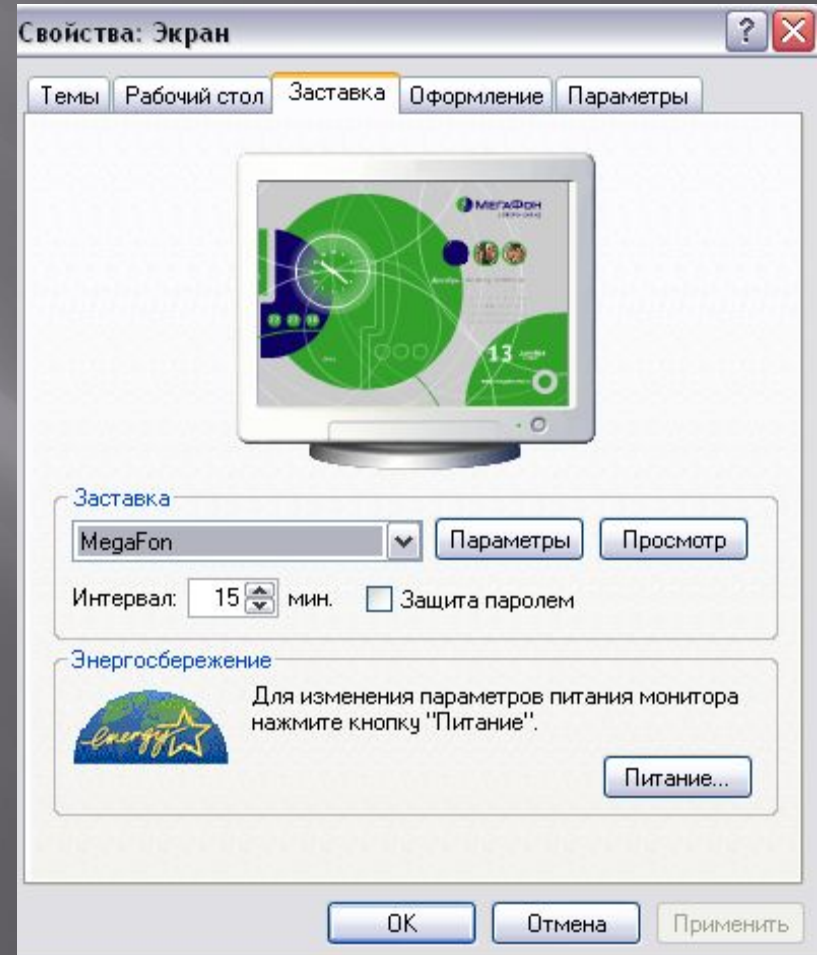 Свойства: Экран
Темы Рабочий стол Заставка Оформление Параметры
МегаФон
13
Заставка
MegaFon Параметры Просмотр
Интервал: 15 мин. Защита паролем
Энергосбережение
Для изменения параметров питания монитора
нажмите кнопку "Питание".
energy
Питание...
OK Отмена Применить